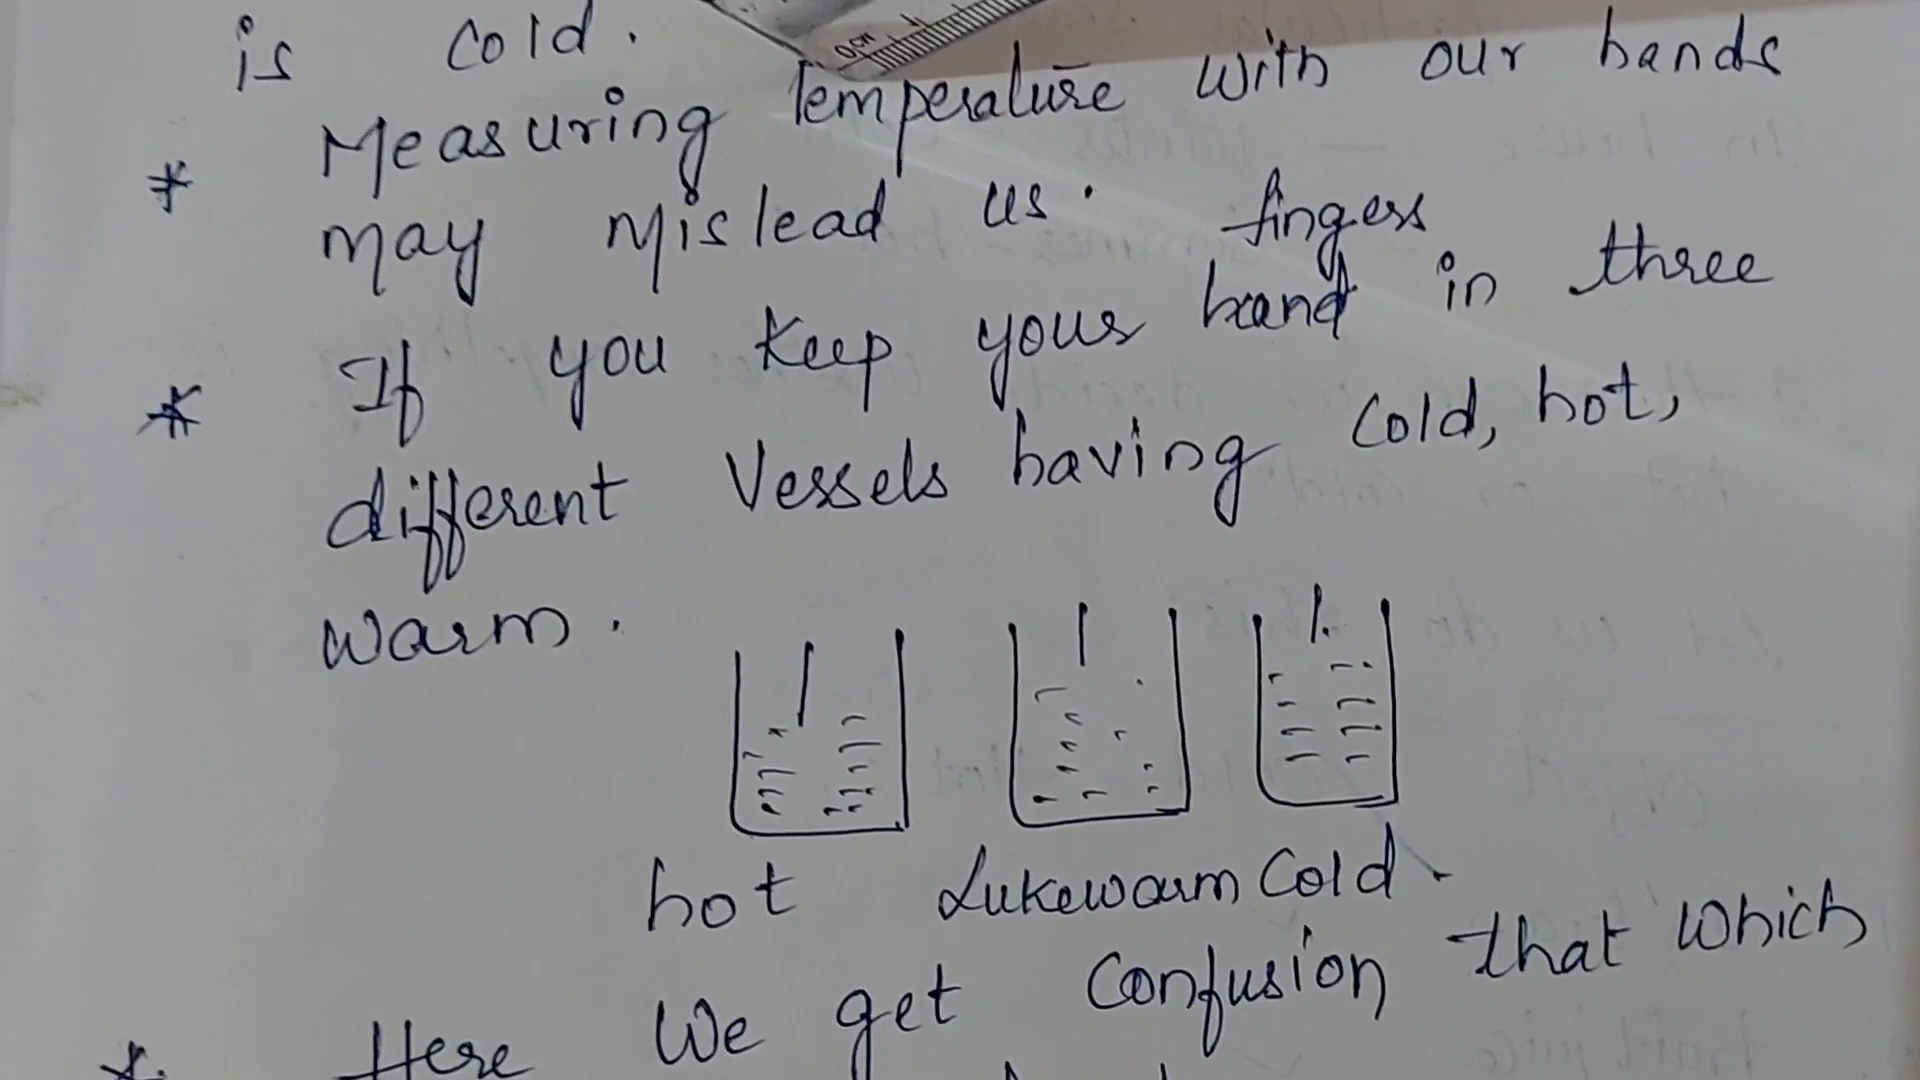 is cold.
* Measuring Temperature with our hands
may mislead us.
fingers
* If you keep your hand in three
different Vessels having cold, hot,
warm.
hot Lukewarm Cold.
* Here We get Confusion that which